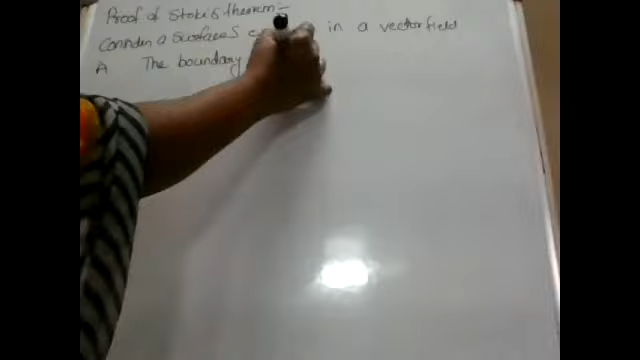 Proof of Stoke's theorem:-
Consider a surface S in a vector field
A The boundary